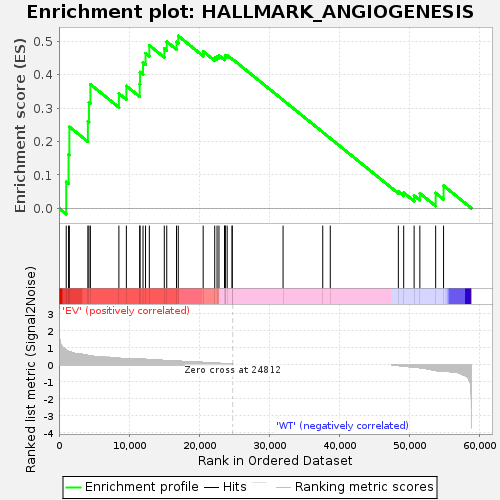 Enrichment plot: HALLMARK_ANGIOGENESIS
Enrichment score (ES)
0.5
0.4
0.3
0.2
0.1
0.0
'EV' (positively correlated)
Ranked list metric (Signal2Noise)
3
2
1
0
-1
-2
-3
-4
Zero cross at 24812
'WT' (negatively correlated)
0 10,000 20,000 30,000 40,000 50,000 60,000
Rank in Ordered Dataset
Enrichment profile Hits Ranking metric scores